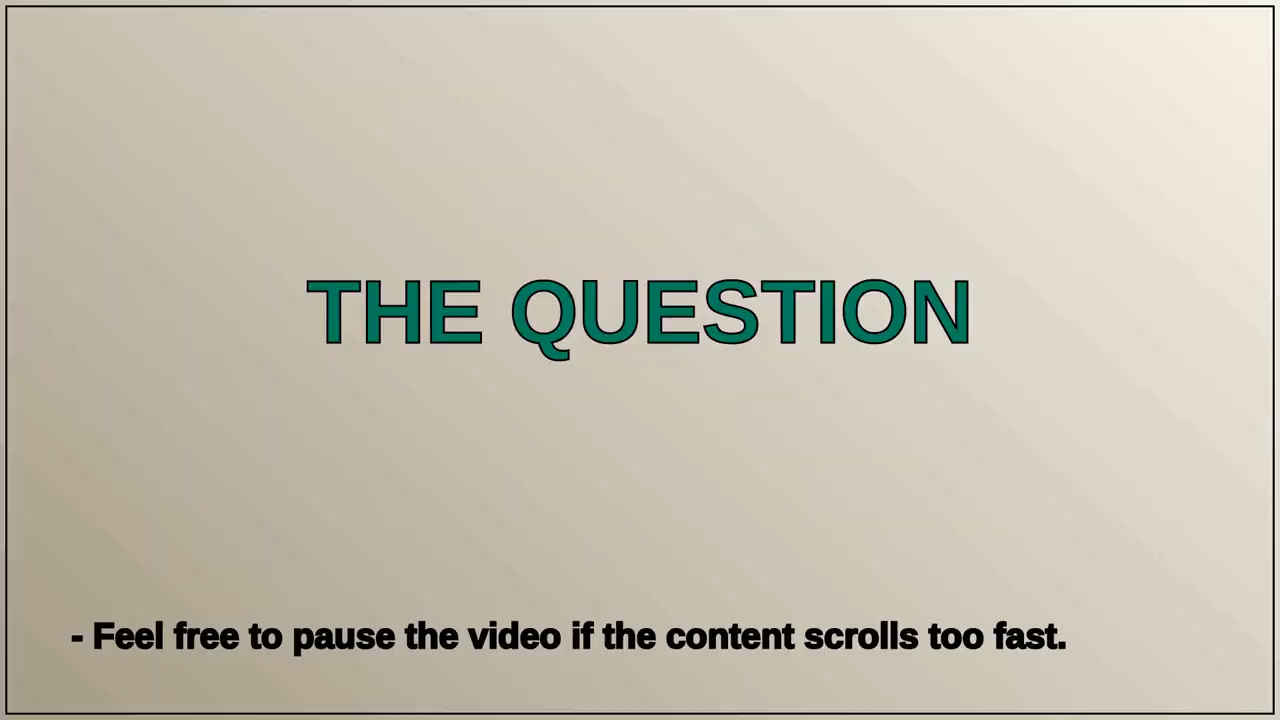 THE QUESTION
- Feel free to pause the video if the content scrolls too fast.